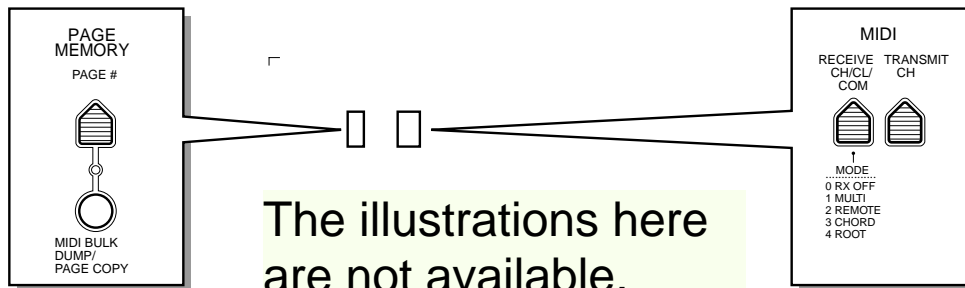 PAGE
MEMORY
PAGE #
MIDI BULK
DUMP/
PAGE COPY
The illustrations here
are not available.
MIDI
RECEIVE TRANSMIT
CH/CL/ CH
COM
MODE
0 RX OFF
1 MULTI
2 REMOTE
3 CHORD
4 ROOT